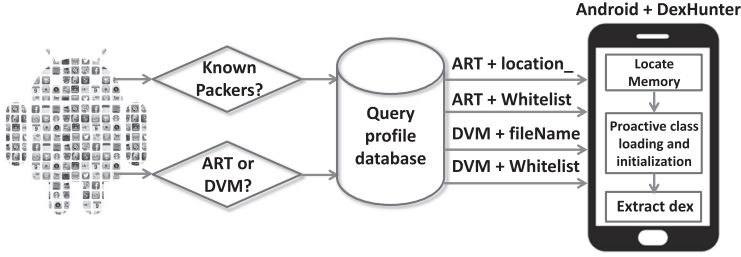 Android + DexHunter
Known
Packers?
ART or
DVM?
Query
profile
database
ART + location_
ART + Whitelist
DVM + fileName
DVM + Whitelist
Locate
Memory
Proactive class
loading and
initialization
Extract dex